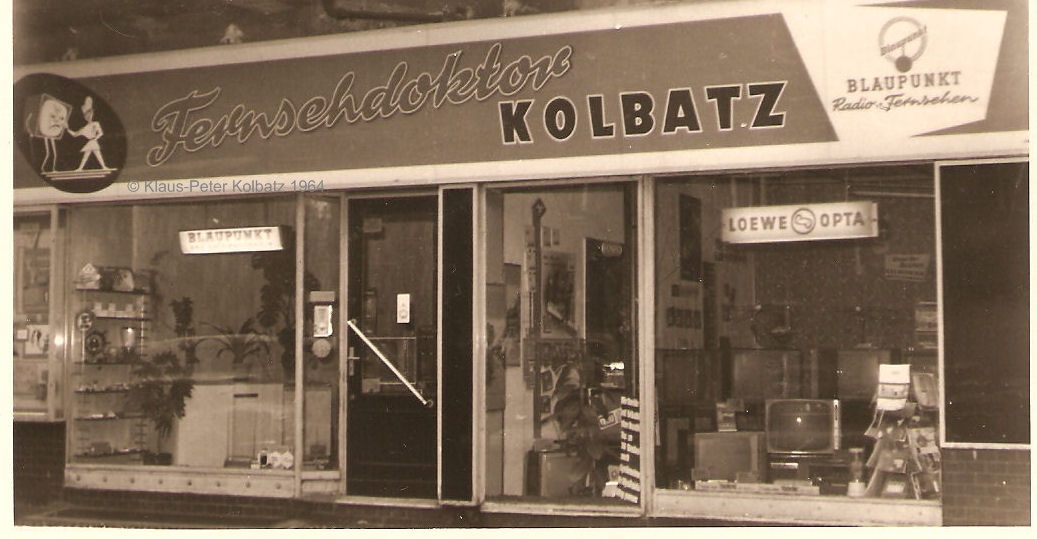 Fernsehdoktor
KOLBATZ
Blaupunkt
BLAUPUNKT
Radio-Fernsehen
© Klaus-Peter Kolbatz 1964
BLAUPUNKT
LOEWE OPTA